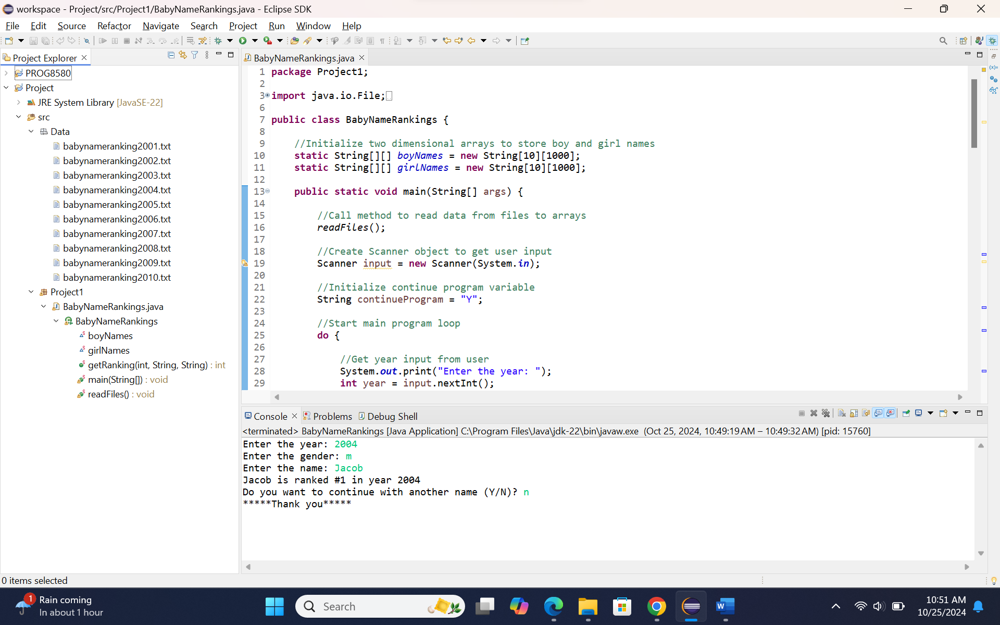 workspace - Project/src/Project1/BabyNameRankings.java - Eclipse SDK
File Edit Source Refactor Navigate Search Project Run Window Help
Project Explorer
PROG8580
Project
JRE System Library [JavaSE-22]
src
Data
babynameranking2001.txt
babynameranking2002.txt
babynameranking2003.txt
babynameranking2004.txt
babynameranking2005.txt
babynameranking2006.txt
babynameranking2007.txt
babynameranking2008.txt
babynameranking2009.txt
babynameranking2010.txt
Project1
BabyNameRankings.java
BabyNameRankings
boyNames
girlNames
getRanking(int, String, String) : int
main(String[]) : void
readFiles() : void
BabyNameRankings.java
1 package Project1;
2
3 import java.io.File;
6
7 public class BabyNameRankings {
8
9 //Initialize two dimensional arrays to store boy and girl names
10 static String[][] boyNames = new String[10][1000];
11 static String[][] girlNames = new String[10][1000];
12
13 public static void main(String[] args) {
14
15 //Call method to read data from files to arrays
16 readFiles();
17
18 //Create Scanner object to get user input
19 Scanner input = new Scanner(System.in);
20
21 //Initialize continue program variable
22 String continueProgram = "Y";
23
24 //Start main program loop
25 do {
26
27 //Get year input from user
28 System.out.print("Enter the year: ");
29 int year = input.nextInt();
Console Problems Debug Shell
<terminated> BabyNameRankings [Java Application] C:\Program Files\Java\jdk-22\bin\javaw.exe (Oct 25, 2024, 10:49:19 AM – 10:49:32 AM) [pid: 15760]
Enter the year: 2004
Enter the gender: m
Enter the name: Jacob
Jacob is ranked #1 in year 2004
Do you want to continue with another name (Y/N)? n
*****Thank you*****
0 items selected
1
Rain coming
In about 1 hour
Search
10:51 AM
10/25/2024